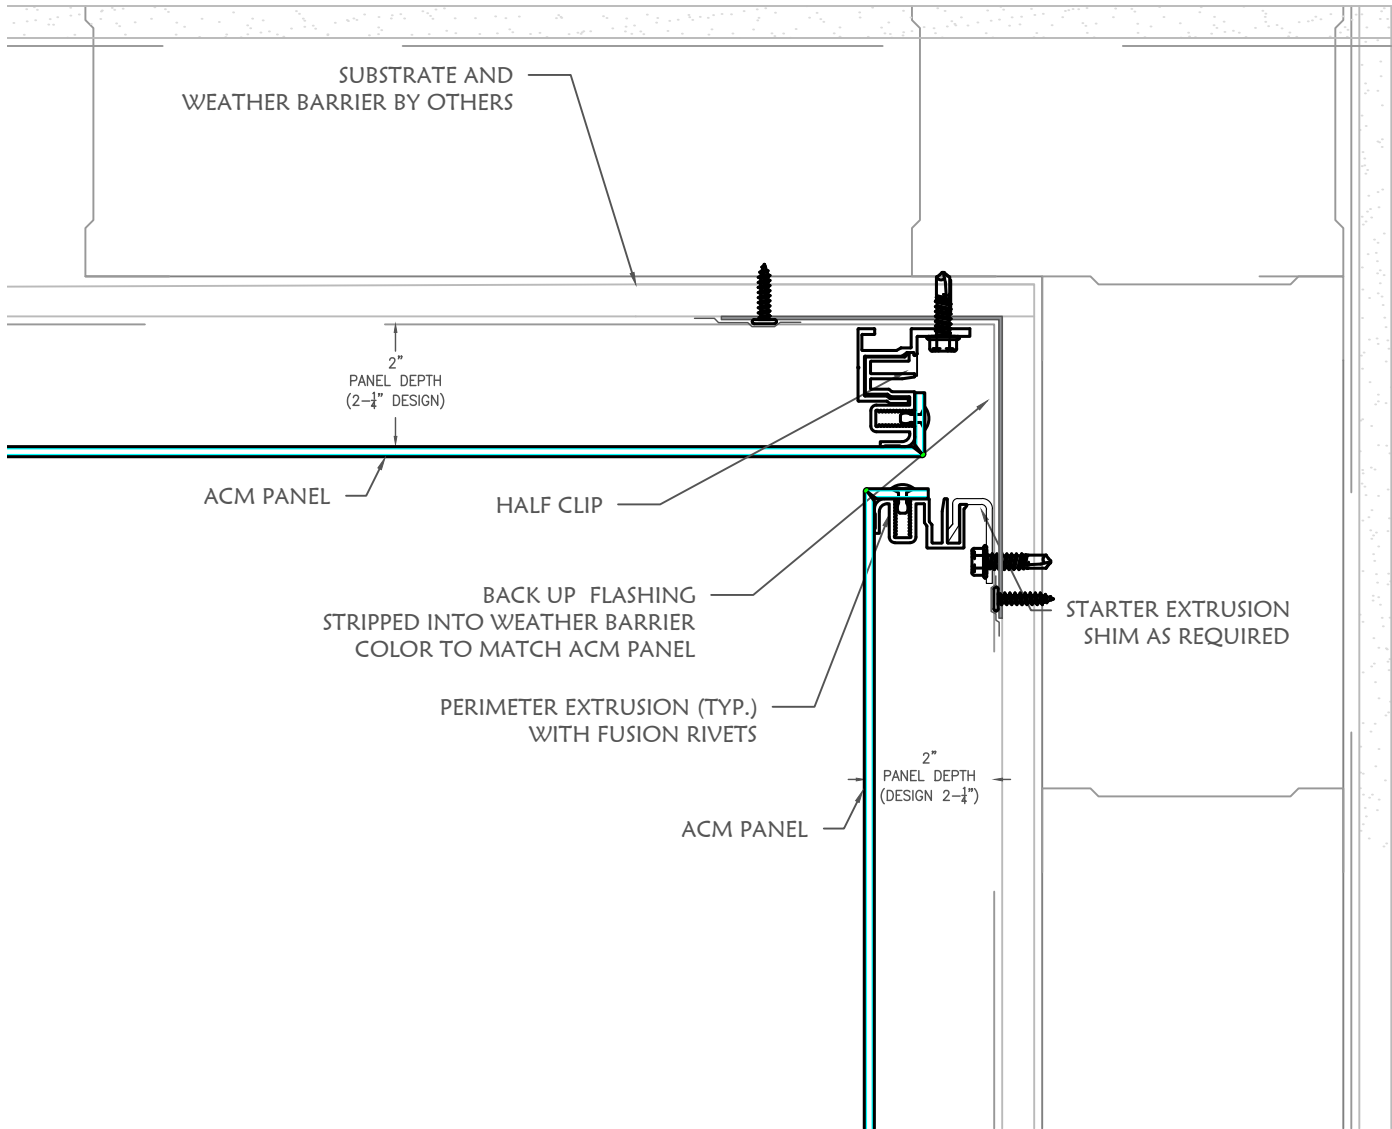 SUBSTRATE AND
WEATHER BARRIER BY OTHERS
2"
PANEL DEPTH
(2-1/4" DESIGN)
ACM PANEL
HALF CLIP
BACK UP FLASHING
STRIPPED INTO WEATHER BARRIER
COLOR TO MATCH ACM PANEL
STARTER EXTRUSION
SHIM AS REQUIRED
PERIMETER EXTRUSION (TYP.)
WITH FUSION RIVETS
2"
PANEL DEPTH
(DESIGN 2-1/4")
ACM PANEL